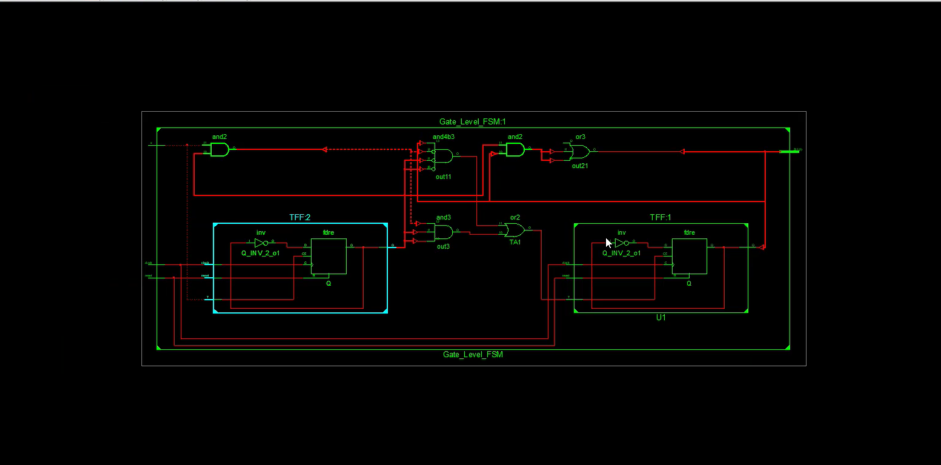 Gate_Level_FSM:1
and2
and4b3
and2
or3
out11
out21
TFF:2
and3
or2
TFF:1
inv
fdre
out3
TA1
inv
fdre
Q_INV_2_o1
Q
Q_INV_2_o1
Q
U1
Gate_Level_FSM